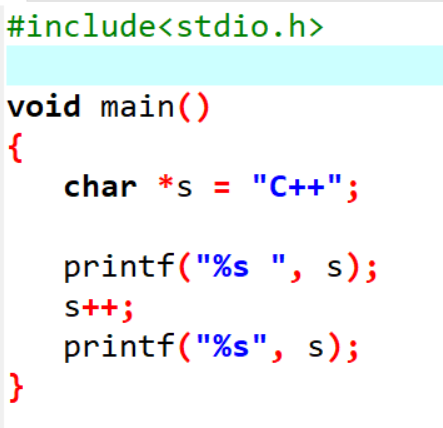 #include<stdio.h>
void main()
{
char *s = "C++";
printf("%s ", s);
s++;
printf("%s", s);
}